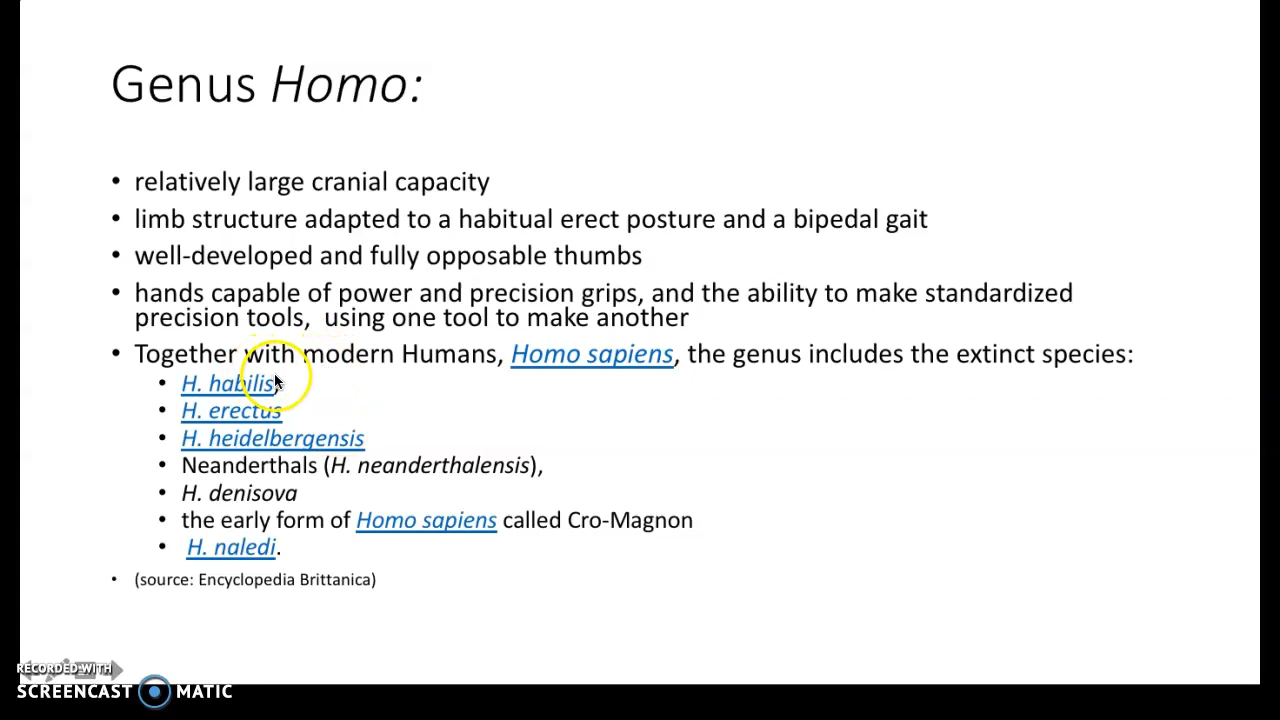 Genus Homo:
• relatively large cranial capacity
• limb structure adapted to a habitual erect posture and a bipedal gait
• well-developed and fully opposable thumbs
• hands capable of power and precision grips, and the ability to make standardized
precision tools, using one tool to make another
• Together with modern Humans, Homo sapiens, the genus includes the extinct species:
• H. habilis,
• H. erectus
• H. heidelbergensis
• Neanderthals (H. neanderthalensis),
• H. denisova
• the early form of Homo sapiens called Cro-Magnon
• H. naledi.
• (source: Encyclopedia Brittanica)
RECORDED WITH
SCREENCAST MATIC